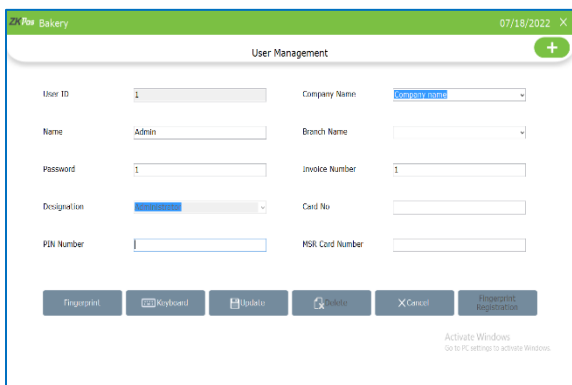 ZKPos Bakery 07/18/2022 ×
User Management
+
User ID 1 Company Name Company name
Name Admin Branch Name
Password 1 Invoice Number 1
Designation Administrator Card No
PIN Number MSR Card Number
Fingerprint Keyboard Update Delete Cancel Fingerprint
Registration
Activate Windows
Go to PC settings to activate Windows.